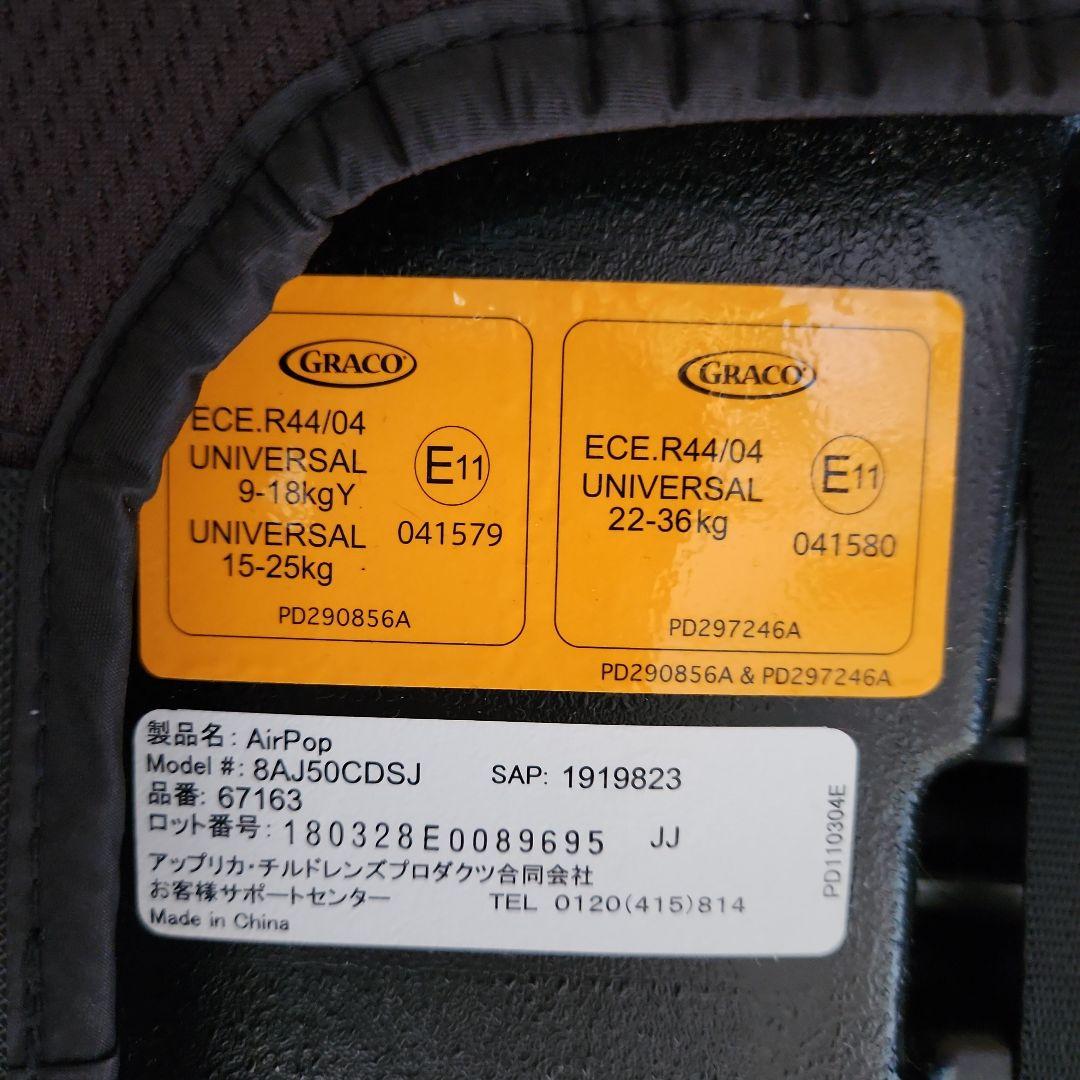 GRACO
ECE.R44/04
UNIVERSAL
9-18kgY
UNIVERSAL
15-25kg
E11
041579
PD290856A
GRACO
ECE.R44/04
UNIVERSAL
22-36kg
E11
041580
PD297246A
PD290856A & PD297246A
製品名: AirPop
Model #: 8AJ50CDSJ SAP: 1919823
品番: 67163
ロット番号: 180328E0089695 JJ
アップリカ・チルドレンズプロダクツ合同会社
お客様サポートセンター TEL 0120(415)814
Made in China
PD110304E